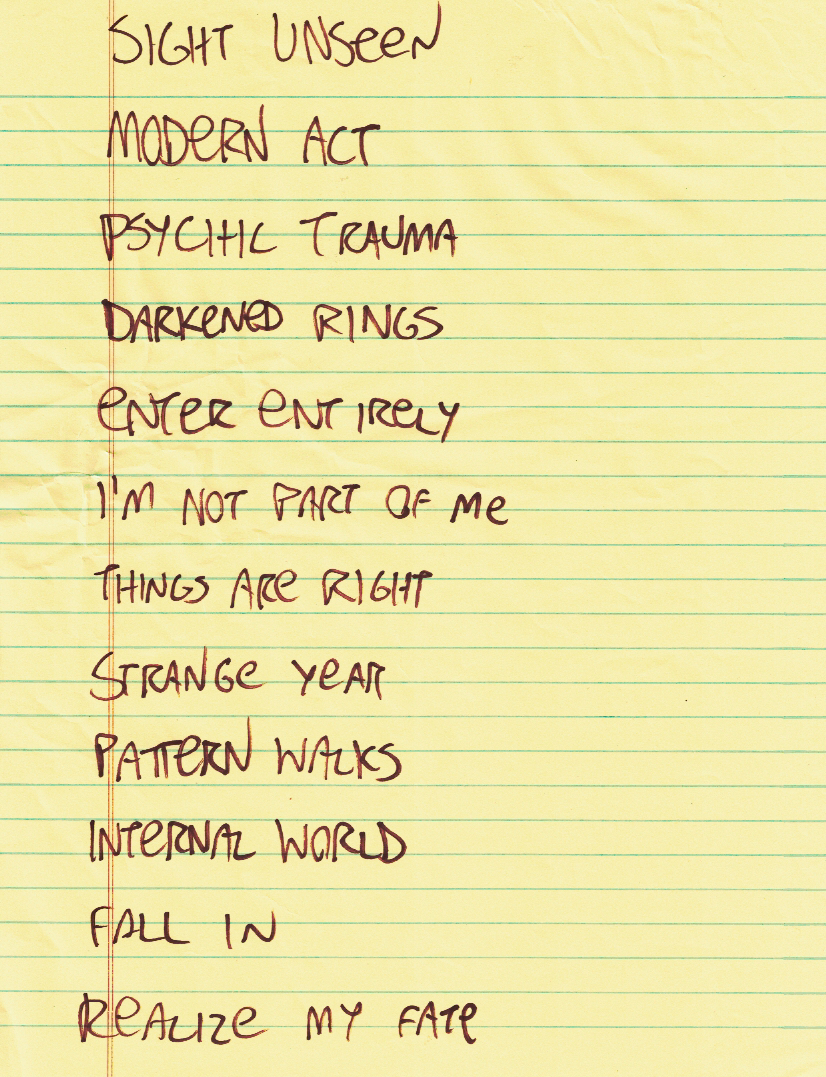 SIGHT UNSeeN
MODeRN ACT
PSYCHIC TRAUMA
DARKeNeD RINGS
eNTeR eNTIReLY
I'M NOT PART OF Me
THINGS ARe RIGHT
STRANGe YeAR
PATTeRN WALKS
INTeRNAL WORLD
FALL IN
ReALIZe MY FATe